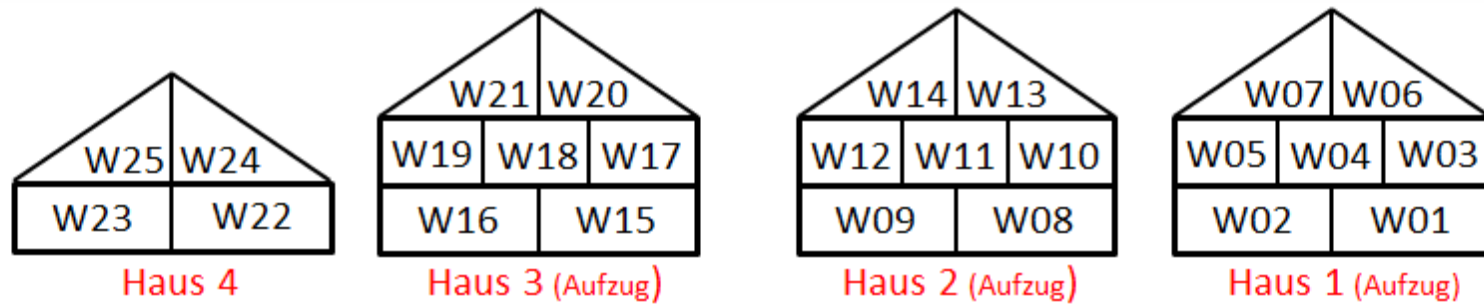 W21 W20 W14 W13 W07 W06
W25 W24 W19 W18 W17 W12 W11 W10 W05 W04 W03
W23 W22 W16 W15 W09 W08 W02 W01
Haus 4 Haus 3 (Aufzug) Haus 2 (Aufzug) Haus 1 (Aufzug)